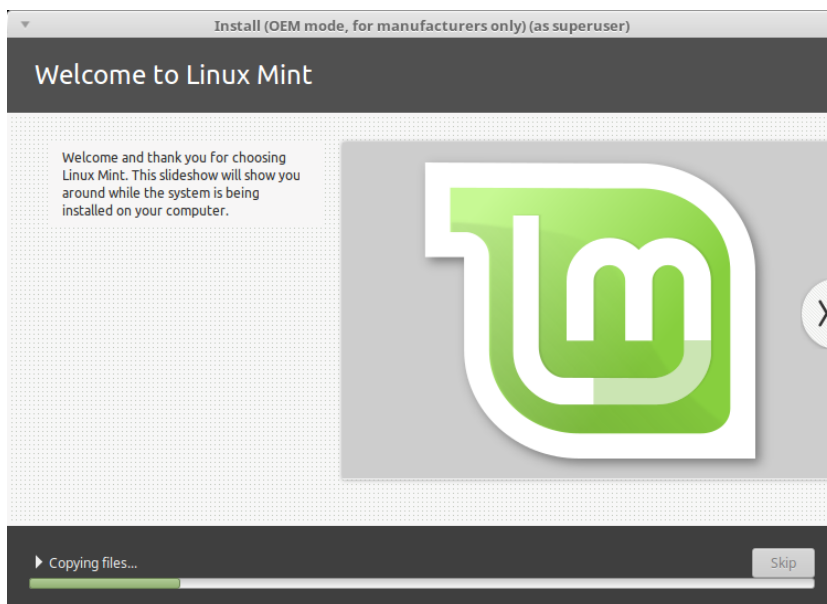 Install (OEM mode, for manufacturers only) (as superuser)
Welcome to Linux Mint
Welcome and thank you for choosing
Linux Mint. This slideshow will show you
around while the system is being
installed on your computer.
Copying files...
Skip